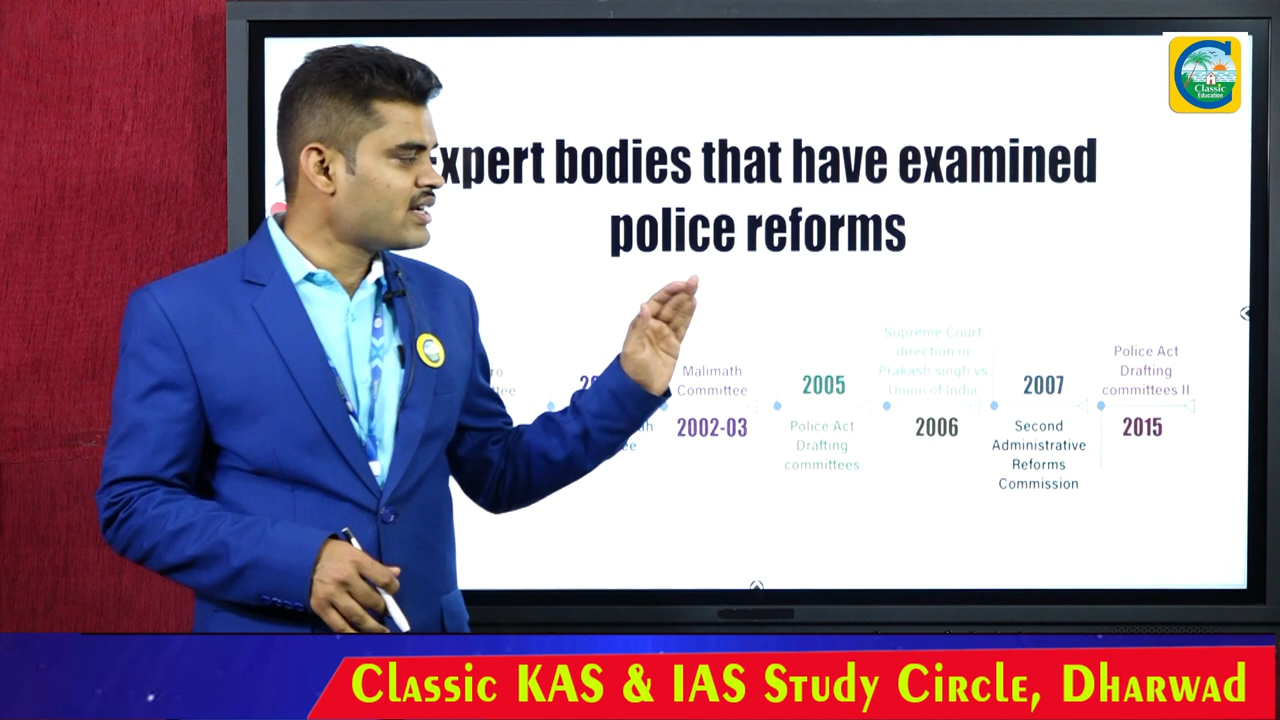 Classic
Education
xpert bodies that have examined
police reforms
Malimath
Committee
2002-03
2005
Police Act
Drafting
committees
Supreme Court
direction in
Prakash singh vs
Union of India
2006
2007
Second
Administrative
Reforms
Commission
Police Act
Drafting
committees II
2015
Classic KAS & IAS Study Circle, Dharwad